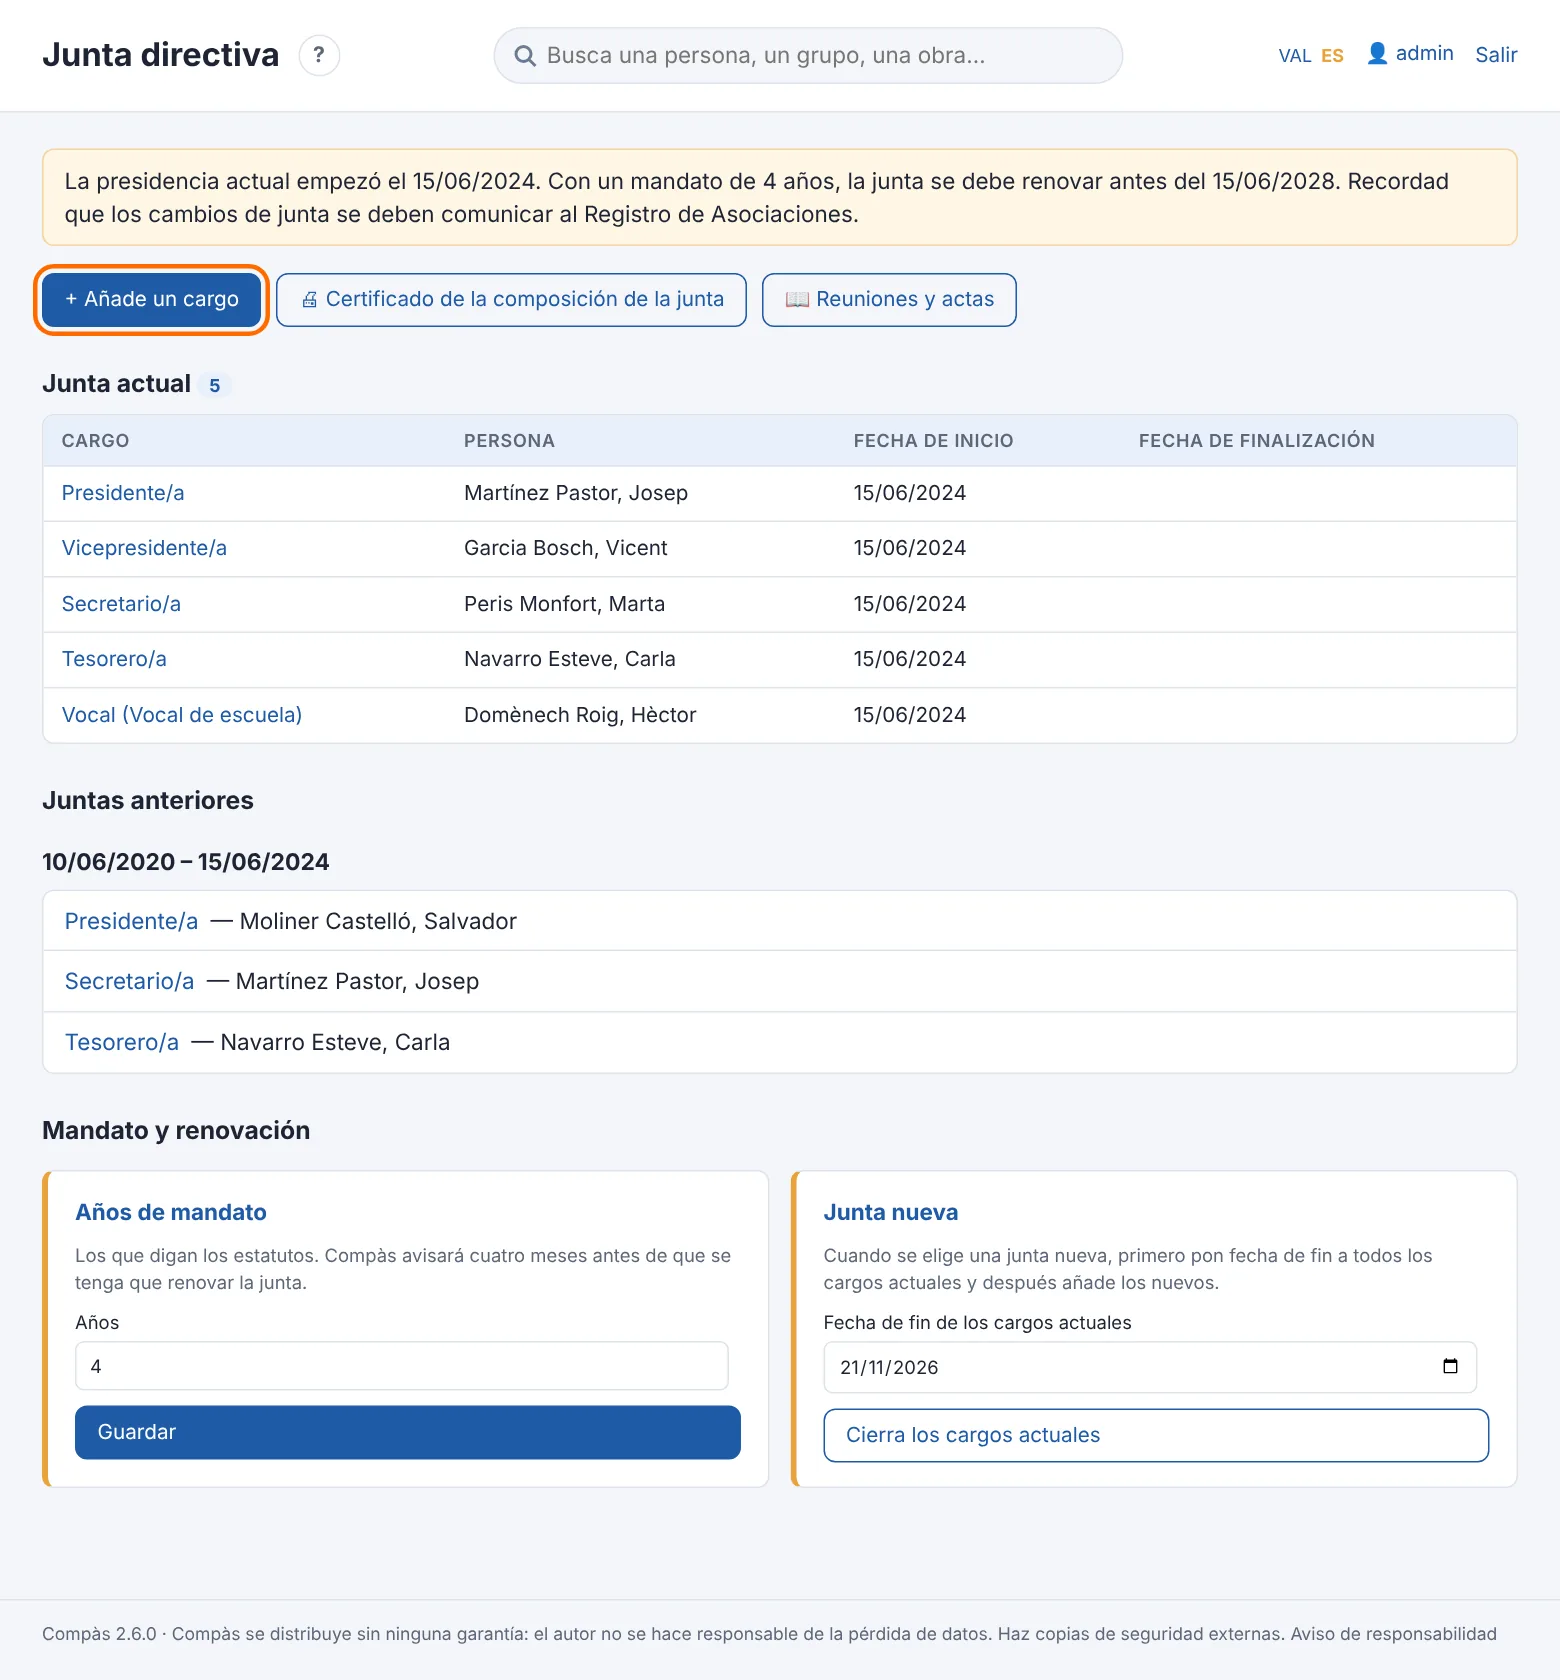 Junta directiva ?
Busca una persona, un grupo, una obra...
VAL ES admin Salir
La presidencia actual empezó el 15/06/2024. Con un mandato de 4 años, la junta se debe renovar antes del 15/06/2028. Recordad
que los cambios de junta se deben comunicar al Registro de Asociaciones.
+ Añade un cargo
Certificado de la composición de la junta
Reuniones y actas
Junta actual 5
CARGO PERSONA FECHA DE INICIO FECHA DE FINALIZACIÓN
Presidente/a Martínez Pastor, Josep 15/06/2024
Vicepresidente/a Garcia Bosch, Vicent 15/06/2024
Secretario/a Peris Monfort, Marta 15/06/2024
Tesorero/a Navarro Esteve, Carla 15/06/2024
Vocal (Vocal de escuela) Domènech Roig, Hèctor 15/06/2024
Juntas anteriores
10/06/2020 – 15/06/2024
Presidente/a — Moliner Castelló, Salvador
Secretario/a — Martínez Pastor, Josep
Tesorero/a — Navarro Esteve, Carla
Mandato y renovación
Años de mandato
Los que digan los estatutos. Compàs avisará cuatro meses antes de que se
tenga que renovar la junta.
Años
4
Guardar
Junta nueva
Cuando se elige una junta nueva, primero pon fecha de fin a todos los
cargos actuales y después añade los nuevos.
Fecha de fin de los cargos actuales
21/11/2026
Cierra los cargos actuales
Compàs 2.6.0 · Compàs se distribuye sin ninguna garantía: el autor no se hace responsable de la pérdida de datos. Haz copias de seguridad externas. Aviso de responsabilidad